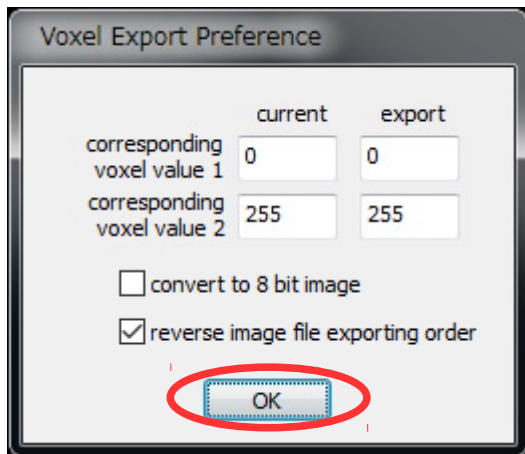 Voxel Export Preference
current export
corresponding
voxel value 1 0 0
corresponding
voxel value 2 255 255
convert to 8 bit image
reverse image file exporting order
OK